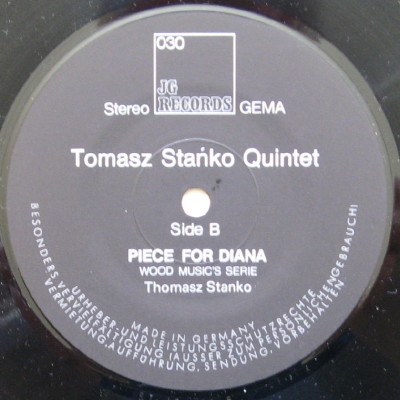 030
JG
RECORDS
Stereo GEMA
Tomasz Stańko Quintet
Side B
PIECE FOR DIANA
WOOD MUSIC'S SERIE
Thomasz Stanko
MADE IN GERMANY
URHEBER UND LEISTUNGSSCHUTZRECHTE
BESONDERS VERVIELFÄLTIGUNG (AUSSER ZUM PERSÖNLICHEN GEBRAUCH)
VERMIETUNG, AUFFÜHRUNG, SENDUNG, VORBEHALTEN